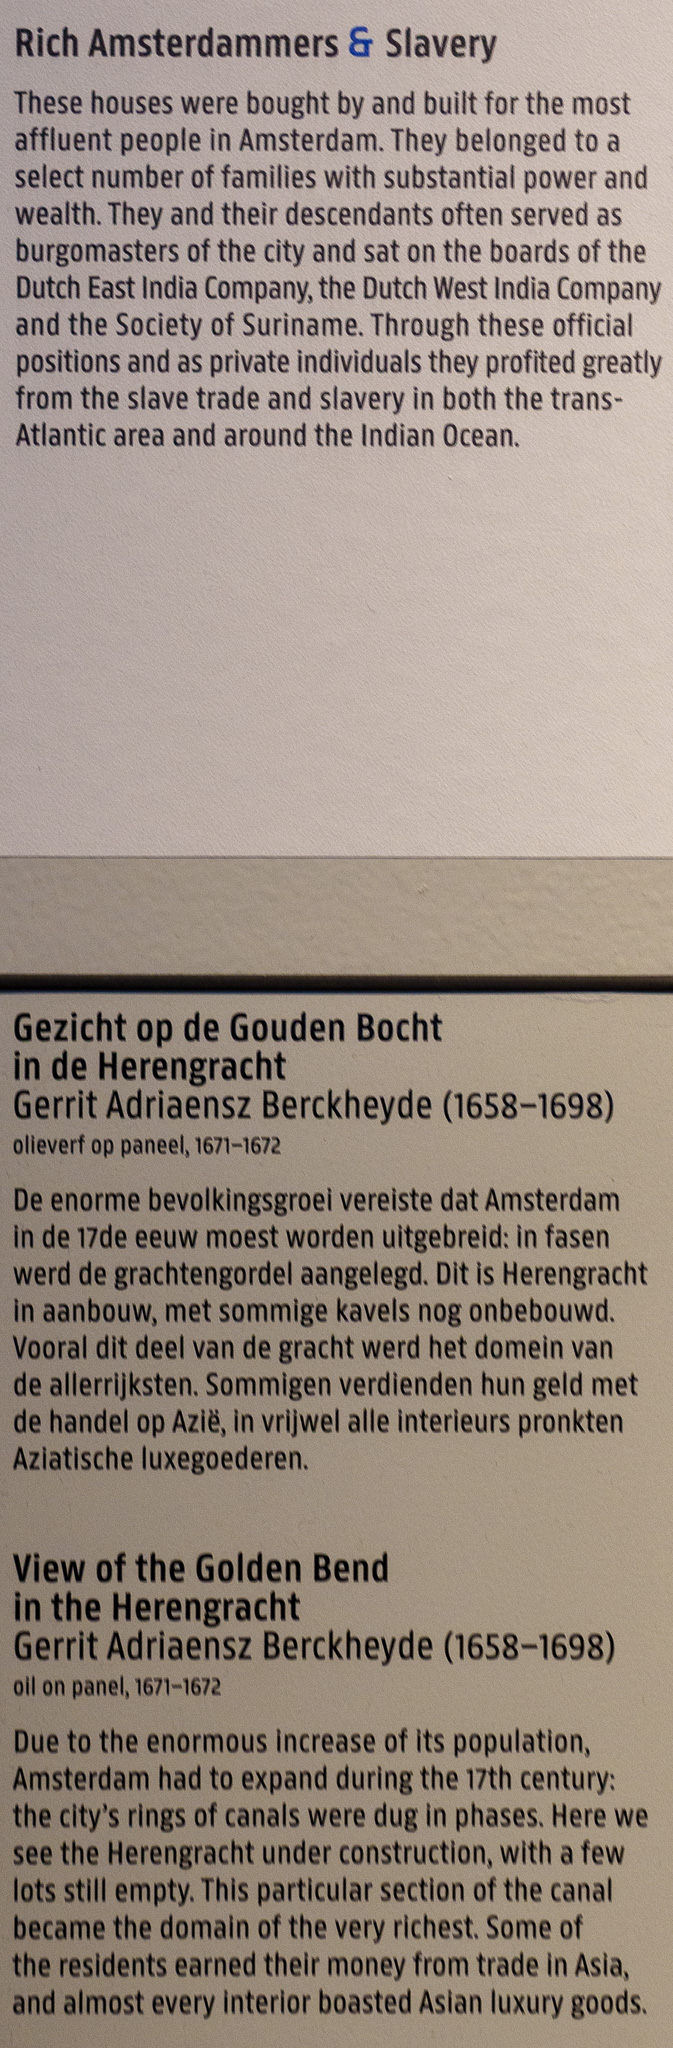 Rich Amsterdammers & Slavery
These houses were bought by and built for the most
affluent people in Amsterdam. They belonged to a
select number of families with substantial power and
wealth. They and their descendants often served as
burgomasters of the city and sat on the boards of the
Dutch East India Company, the Dutch West India Company
and the Society of Suriname. Through these official
positions and as private individuals they profited greatly
from the slave trade and slavery in both the trans-
Atlantic area and around the Indian Ocean.
Gezicht op de Gouden Bocht
in de Herengracht
Gerrit Adriaensz Berckheyde (1658–1698)
olieverf op paneel, 1671–1672
De enorme bevolkingsgroei vereiste dat Amsterdam
in de 17de eeuw moest worden uitgebreid: in fasen
werd de grachtengordel aangelegd. Dit is Herengracht
in aanbouw, met sommige kavels nog onbebouwd.
Vooral dit deel van de gracht werd het domein van
de allerrijksten. Sommigen verdienden hun geld met
de handel op Azië, in vrijwel alle interieurs pronkten
Aziatische luxegoederen.
View of the Golden Bend
in the Herengracht
Gerrit Adriaensz Berckheyde (1658–1698)
oil on panel, 1671–1672
Due to the enormous increase of its population,
Amsterdam had to expand during the 17th century:
the city's rings of canals were dug in phases. Here we
see the Herengracht under construction, with a few
lots still empty. This particular section of the canal
became the domain of the very richest. Some of
the residents earned their money from trade in Asia,
and almost every interior boasted Asian luxury goods.